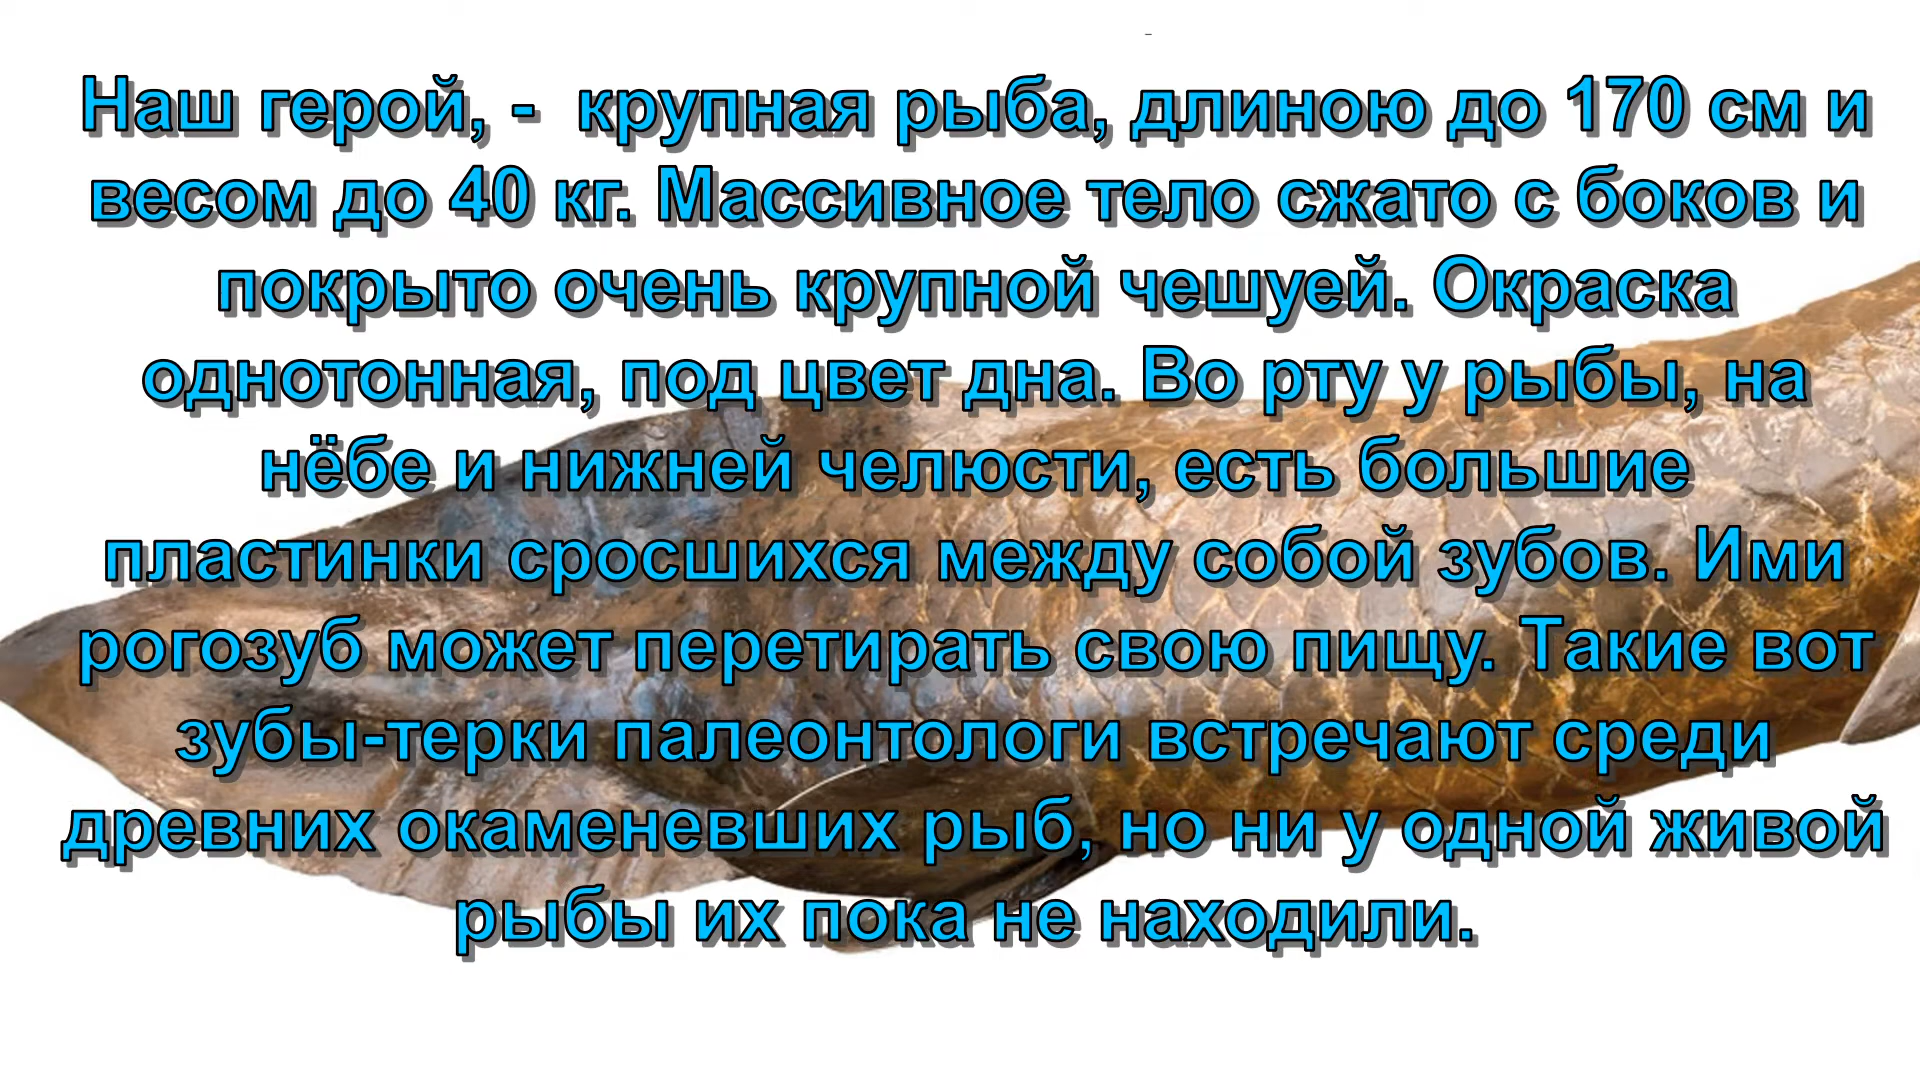 Наш герой, -  крупная рыба, длиною до 170 см и
весом до 40 кг. Массивное тело сжато с боков и
покрыто очень крупной чешуей. Окраска
однотонная, под цвет дна. Во рту у рыбы, на
нёбе и нижней челюсти, есть большие
пластинки сросшихся между собой зубов. Ими
рогозуб может перетирать свою пищу. Такие вот
зубы-терки палеонтологи встречают среди
древних окаменевших рыб, но ни у одной живой
рыбы их пока не находили.